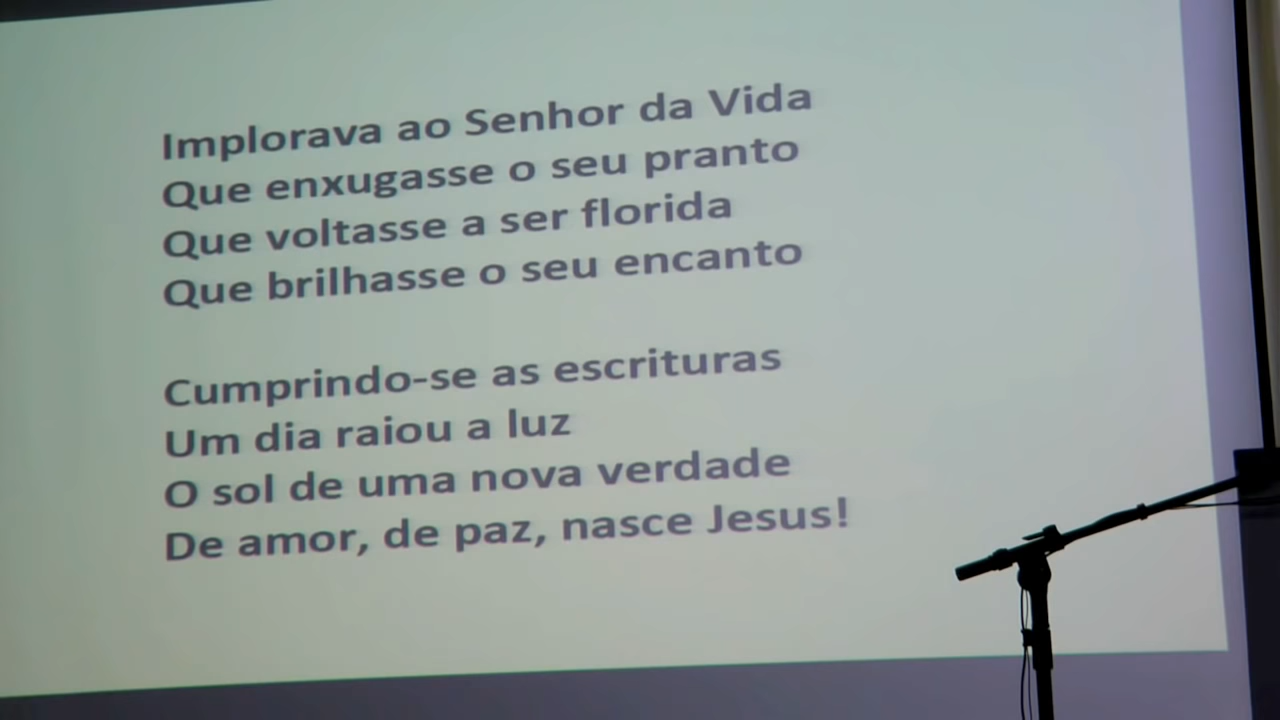 Implorava ao Senhor da Vida
Que enxugasse o seu pranto
Que voltasse a ser florida
Que brilhasse o seu encanto
Cumprindo-se as escrituras
Um dia raiou a luz
O sol de uma nova verdade
De amor, de paz, nasce Jesus!